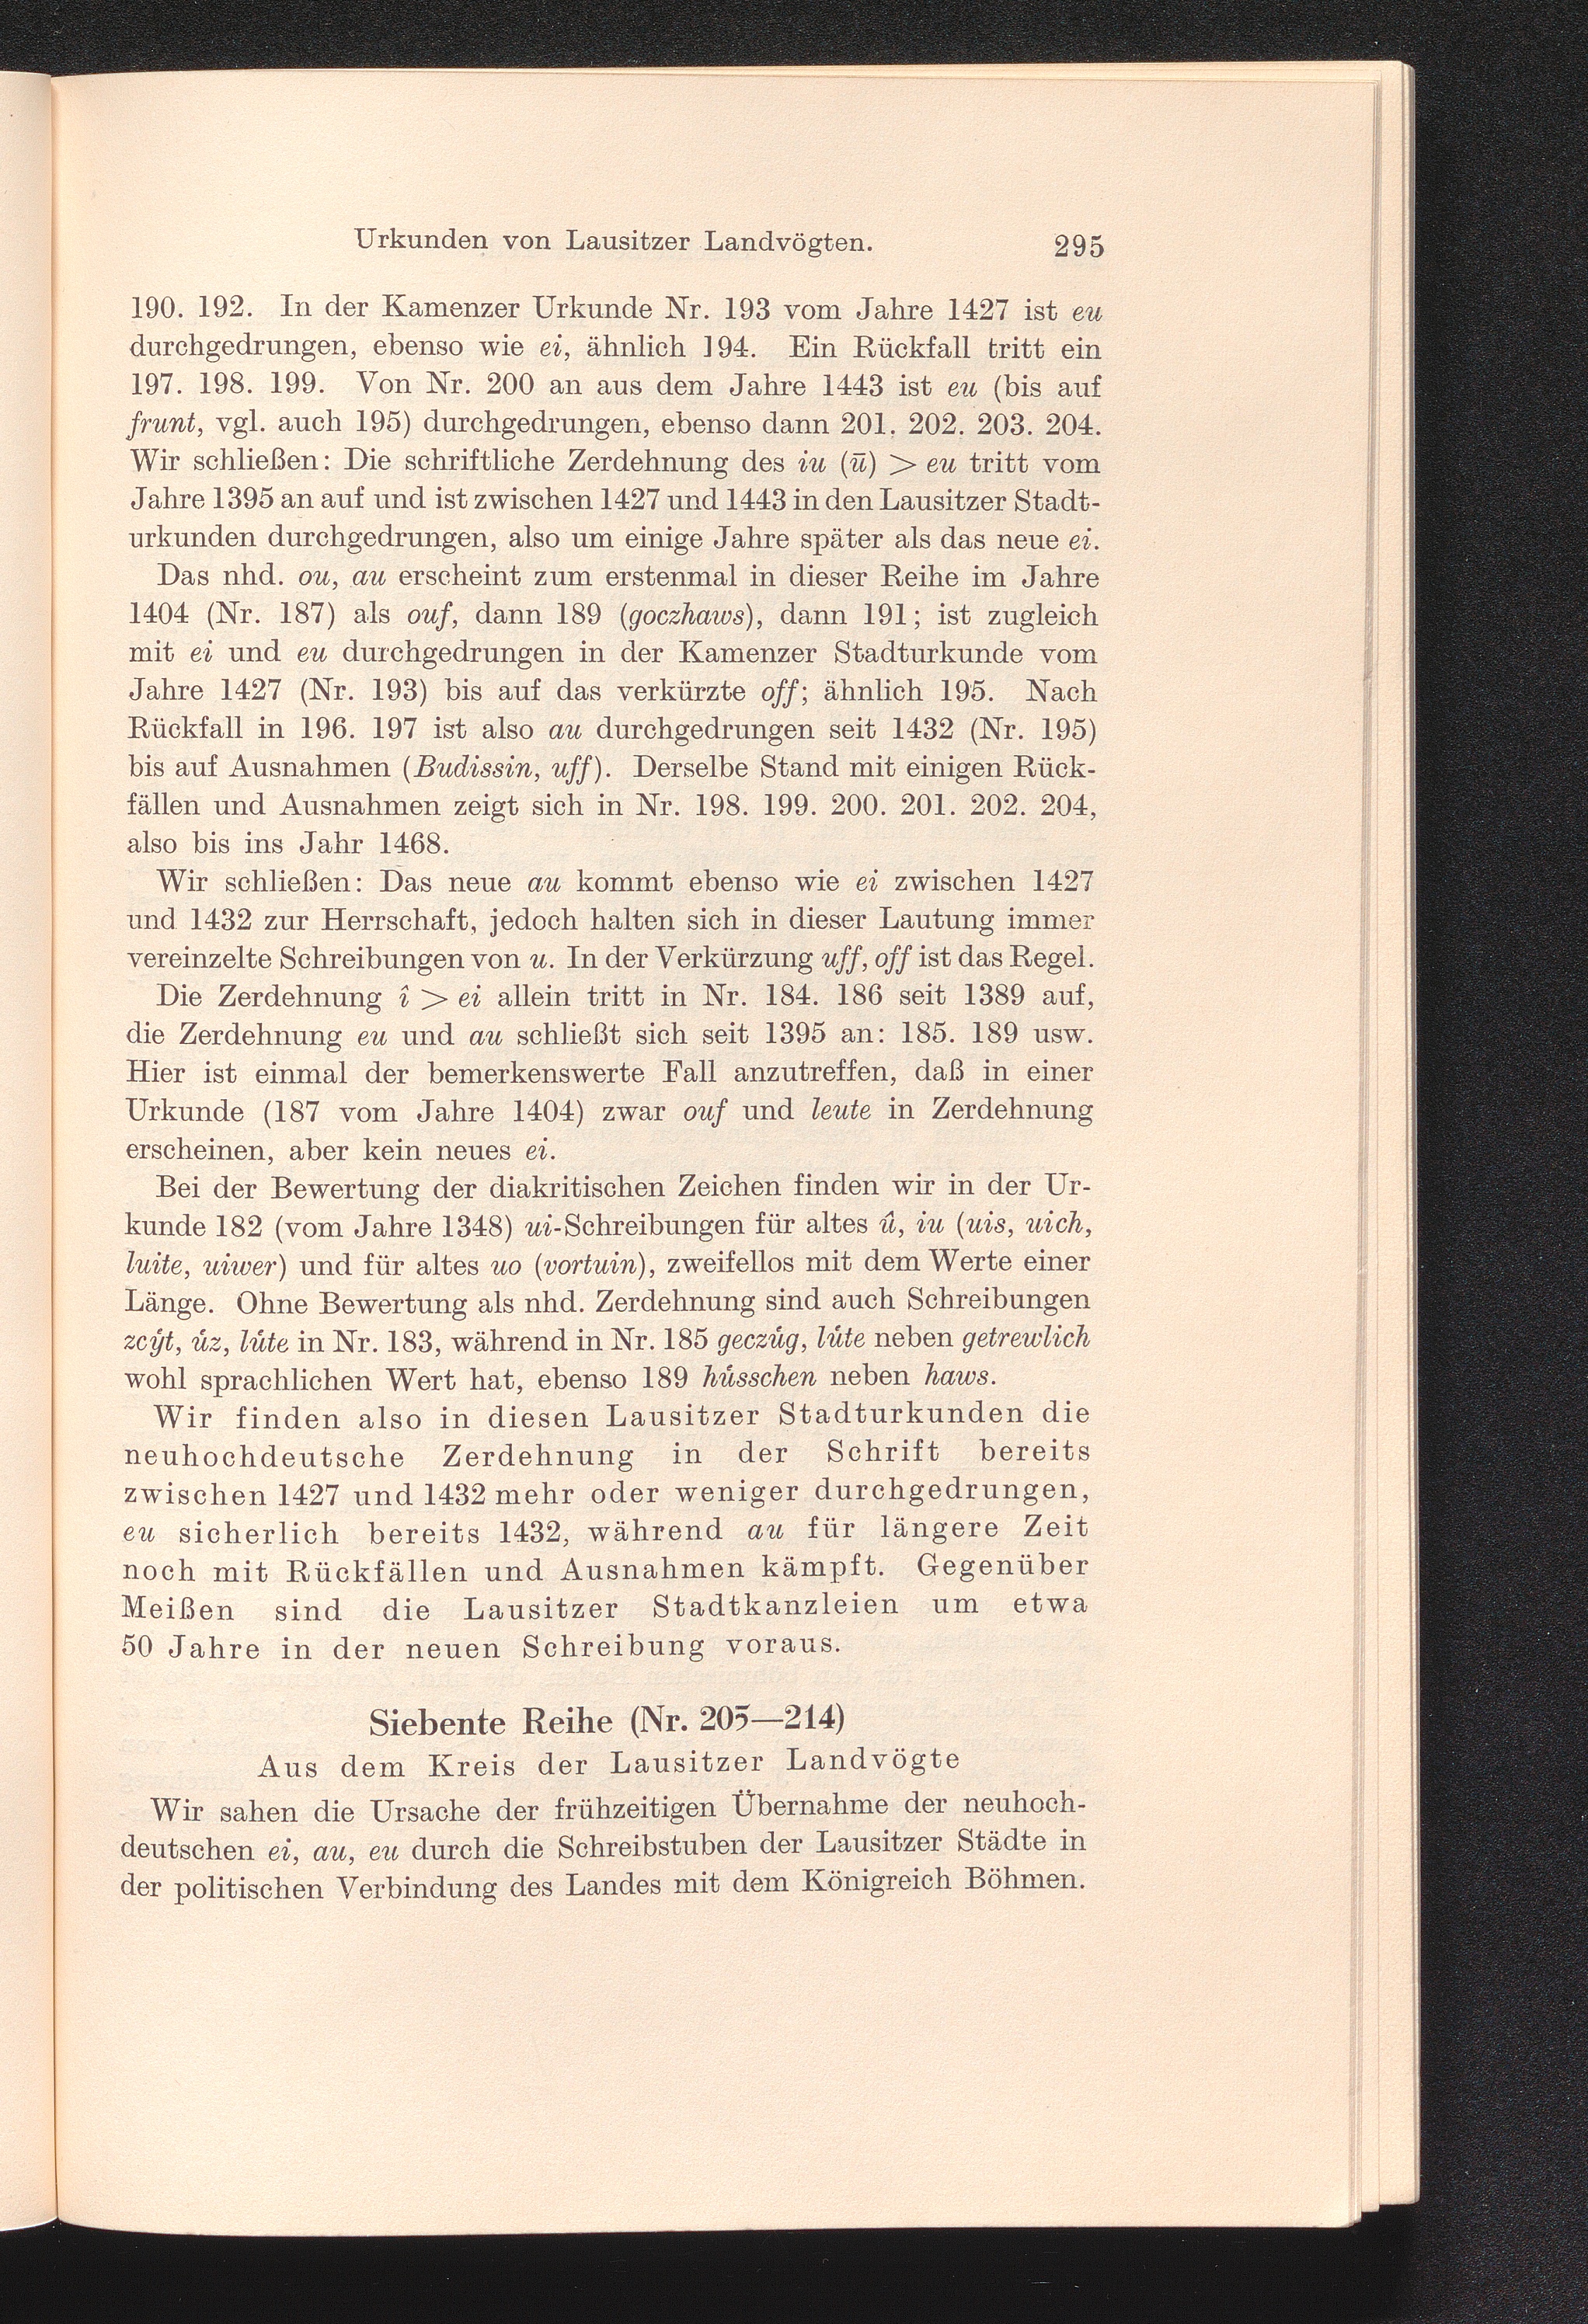 Urkunden von Lausitzer Landvögten. 295
190. 192. In der Kamenzer Urkunde Nr. 193 vom Jahre 1427 ist eu
durchgedrungen, ebenso wie ei, ähnlich 194. Ein Rückfall tritt ein
197. 198. 199. Von Nr. 200 an aus dem Jahre 1443 ist eu (bis auf
frunt, vgl. auch 195) durchgedrungen, ebenso dann 201. 202. 203. 204.
Wir schließen: Die schriftliche Zerdehnung des iu (ū) > eu tritt vom
Jahre 1395 an auf und ist zwischen 1427 und 1443 in den Lausitzer Stadt-
urkunden durchgedrungen, also um einige Jahre später als das neue ei.
Das nhd. ou, au erscheint zum erstenmal in dieser Reihe im Jahre
1404 (Nr. 187) als ouf, dann 189 (goczhaws), dann 191; ist zugleich
mit ei und eu durchgedrungen in der Kamenzer Stadturkunde vom
Jahre 1427 (Nr. 193) bis auf das verkürzte off; ähnlich 195. Nach
Rückfall in 196. 197 ist also au durchgedrungen seit 1432 (Nr. 195)
bis auf Ausnahmen (Budissin, uff). Derselbe Stand mit einigen Rück-
fällen und Ausnahmen zeigt sich in Nr. 198. 199. 200. 201. 202. 204,
also bis ins Jahr 1468.
Wir schließen: Das neue au kommt ebenso wie ei zwischen 1427
und 1432 zur Herrschaft, jedoch halten sich in dieser Lautung immer
vereinzelte Schreibungen von u. In der Verkürzung uff, off ist das Regel.
Die Zerdehnung î > ei allein tritt in Nr. 184. 186 seit 1389 auf,
die Zerdehnung eu und au schließt sich seit 1395 an: 185. 189 usw.
Hier ist einmal der bemerkenswerte Fall anzutreffen, daß in einer
Urkunde (187 vom Jahre 1404) zwar ouf und leute in Zerdehnung
erscheinen, aber kein neues ei.
Bei der Bewertung der diakritischen Zeichen finden wir in der Ur-
kunde 182 (vom Jahre 1348) ui-Schreibungen für altes û, iu (uis, uich,
luite, uiwer) und für altes uo (vortuin), zweifellos mit dem Werte einer
Länge. Ohne Bewertung als nhd. Zerdehnung sind auch Schreibungen
zcẙt, ůz, lůte in Nr. 183, während in Nr. 185 geczůg, lůte neben getrewlich
wohl sprachlichen Wert hat, ebenso 189 hůsschen neben haws.
Wir finden also in diesen Lausitzer Stadturkunden die
neuhochdeutsche Zerdehnung in der Schrift bereits
zwischen 1427 und 1432 mehr oder weniger durchgedrungen,
eu sicherlich bereits 1432, während au für längere Zeit
noch mit Rückfällen und Ausnahmen kämpft. Gegenüber
Meißen sind die Lausitzer Stadtkanzleien um etwa
50 Jahre in der neuen Schreibung voraus.
Siebente Reihe (Nr. 205—214)
Aus dem Kreis der Lausitzer Landvögte
Wir sahen die Ursache der frühzeitigen Übernahme der neuhoch-
deutschen ei, au, eu durch die Schreibstuben der Lausitzer Städte in
der politischen Verbindung des Landes mit dem Königreich Böhmen.